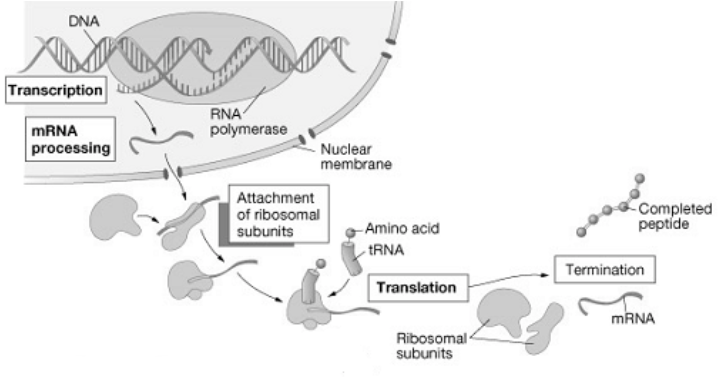 DNA
Transcription
RNA
polymerase
mRNA
processing
Nuclear
membrane
Attachment
of ribosomal
subunits
Amino acid
tRNA
Translation
Completed
peptide
Termination
mRNA
Ribosomal
subunits